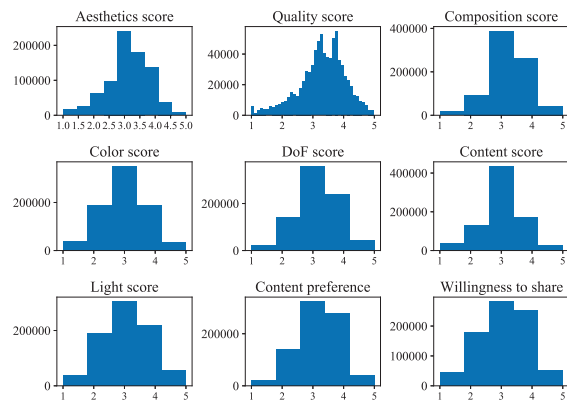 Aesthetics score
200000
100000
0
1.0 1.5 2.0 2.5 3.0 3.5 4.0 4.5 5.0
Quality score
40000
20000
0
1 2 3 4 5
Composition score
400000
200000
0
1 2 3 4 5
Color score
200000
0
1 2 3 4 5
DoF score
200000
0
1 2 3 4 5
Content score
400000
200000
0
1 2 3 4 5
Light score
200000
0
1 2 3 4 5
Content preference
200000
0
1 2 3 4 5
Willingness to share
200000
100000
0
1 2 3 4 5